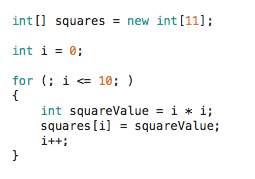 int[] squares = new int[11];
int i = 0;
for (; i <= 10; )
{
    int squareValue = i * i;
    squares[i] = squareValue;
    i++;
}